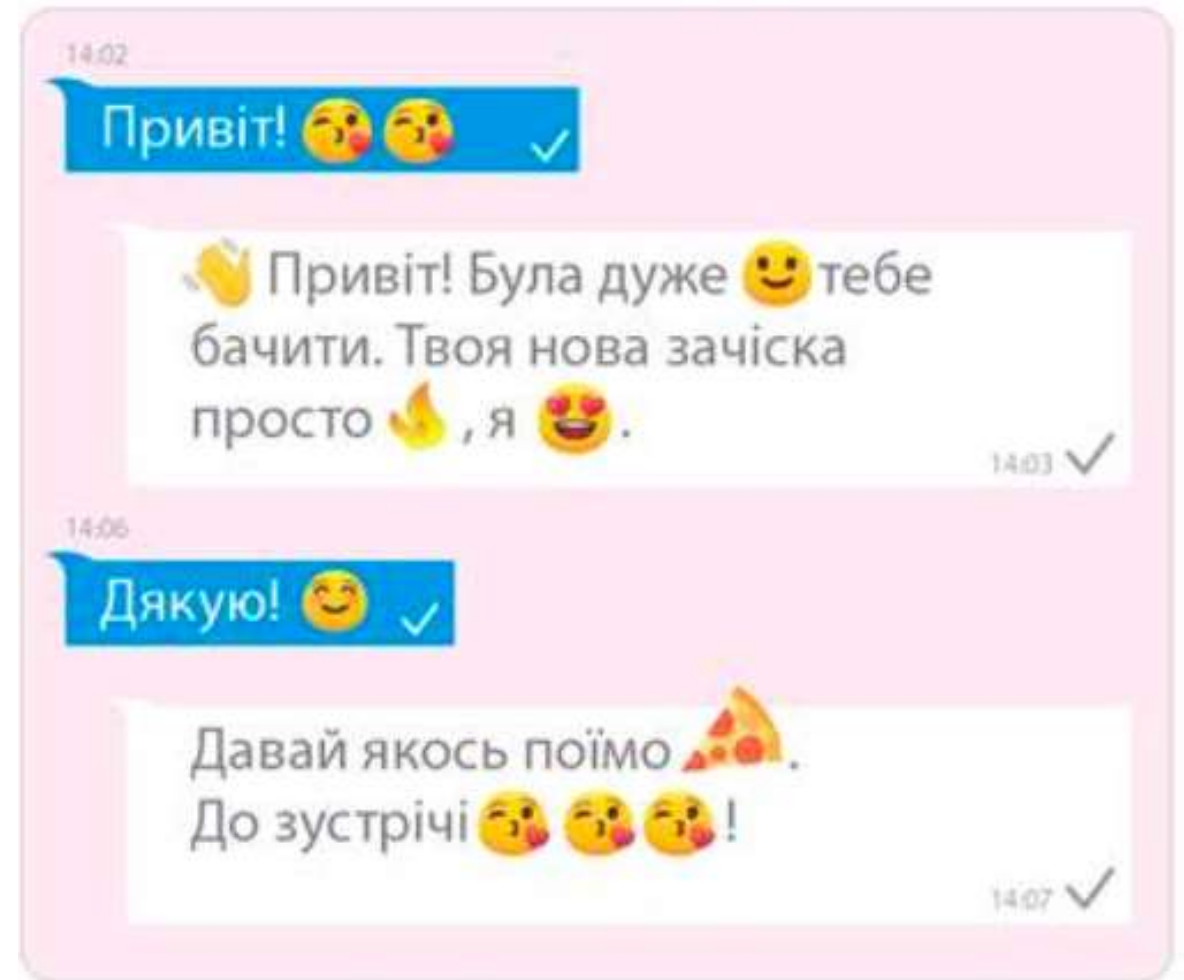 14:02
Привіт! 😘😘
👋 Привіт! Була дуже 🙂 тебе
бачити. Твоя нова зачіска
просто 🔥, я 😍.
14:03
14:06
Дякую! 😊
Давай якось поїмо 🍕.
До зустрічі 😘😘😘!
14:07